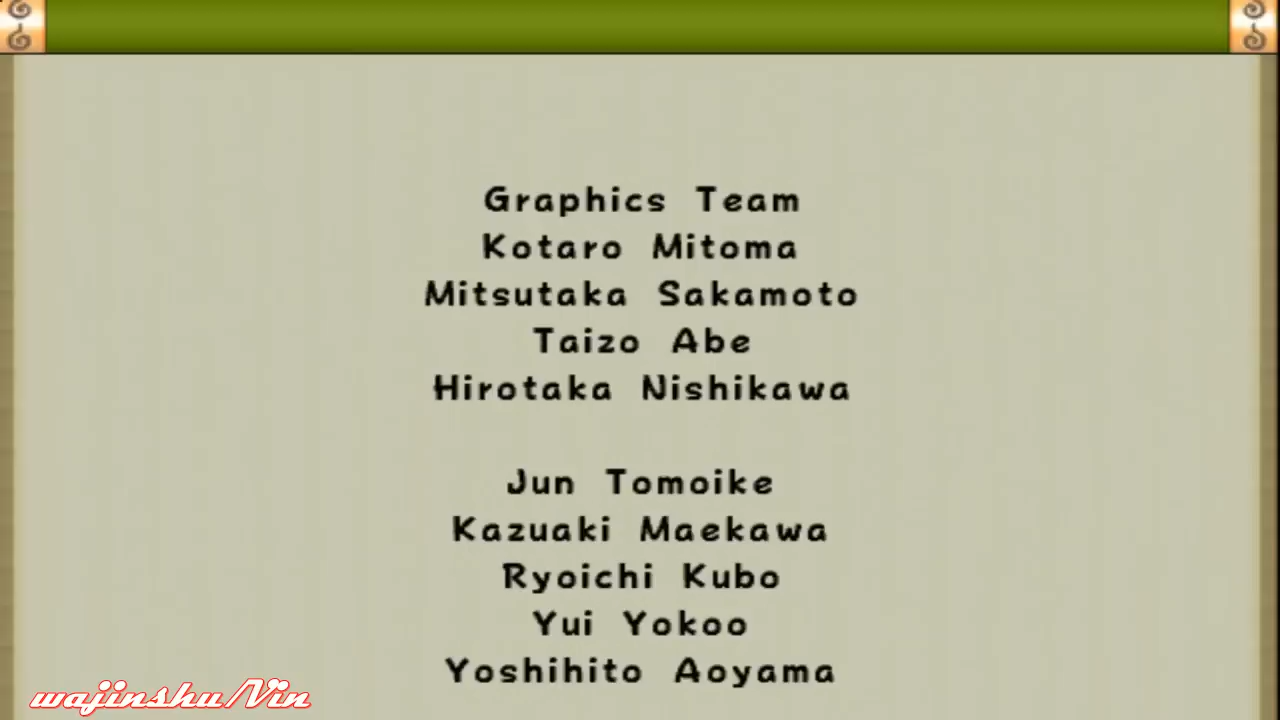 Graphics Team
Kotaro Mitoma
Mitsutaka Sakamoto
Taizo Abe
Hirotaka Nishikawa
Jun Tomoike
Kazuaki Maekawa
Ryoichi Kubo
Yui Yokoo
Yoshihito Aoyama
wajinshu/Vin